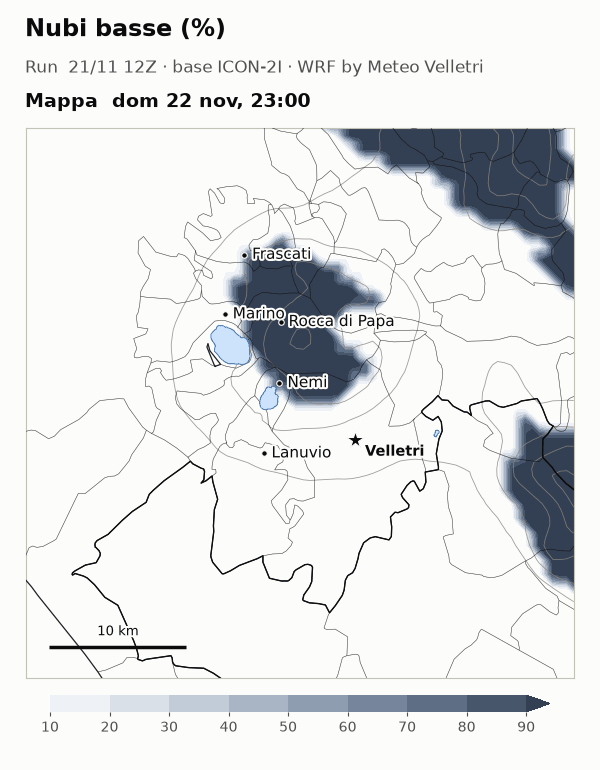 Nubi basse (%)
Run  21/11 12Z · base ICON-2I · WRF by Meteo Velletri
Mappa  dom 22 nov, 23:00
Frascati
Marino
Rocca di Papa
Nemi
Velletri
Lanuvio
10 km
10 20 30 40 50 60 70 80 90